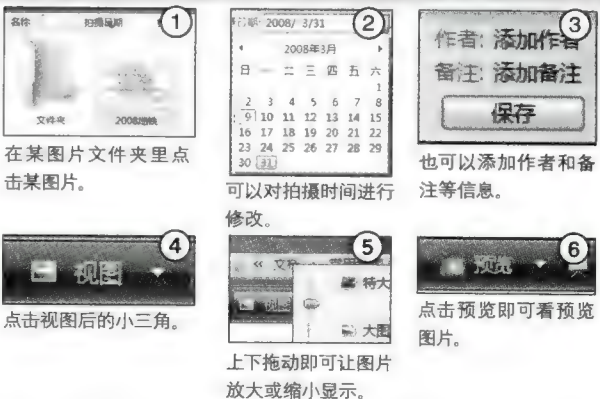 名称 拍摄日期
1
文件夹
在某图片文件夹里点
击某图片。
2
2008/ 3/31
2008年3月
日 一 二 三 四 五 六
1
2 3 4 5 6 7 8
9 10 11 12 13 14 15
16 17 18 19 20 21 22
23 24 25 26 27 28 29
30 31
可以对拍摄时间进行
修改。
3
作者: 添加作者
备注: 添加备注
保存
也可以添加作者和备
注等信息。
4
视图
点击视图后的小三角。
5
特大
大图
上下拖动即可让图片
放大或缩小显示。
6
预览
点击预览即可看预览
图片。